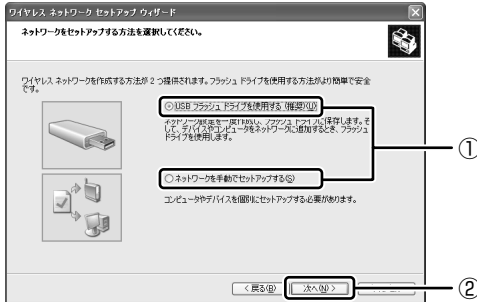 ワイヤレス ネットワーク セットアップ ウィザード
ネットワークをセットアップする方法を選択してください。
ワイヤレス ネットワークを作成する方法が 2 つ提供されます。フラッシュ ドライブを使用する方法がより簡単で安全
です。
USB フラッシュ ドライブを使用する (推奨)(U)
ネットワーク設定を一度作成し、フラッシュ ドライブに保存します。そ
して、デバイスやコンピュータをネットワークに追加するとき、フラッシュ
ドライブを使用します。
①
ネットワークを手動でセットアップする(S)
コンピュータやデバイスを個別にセットアップする必要があります。
< 戻る(B) 次へ(N) >
②